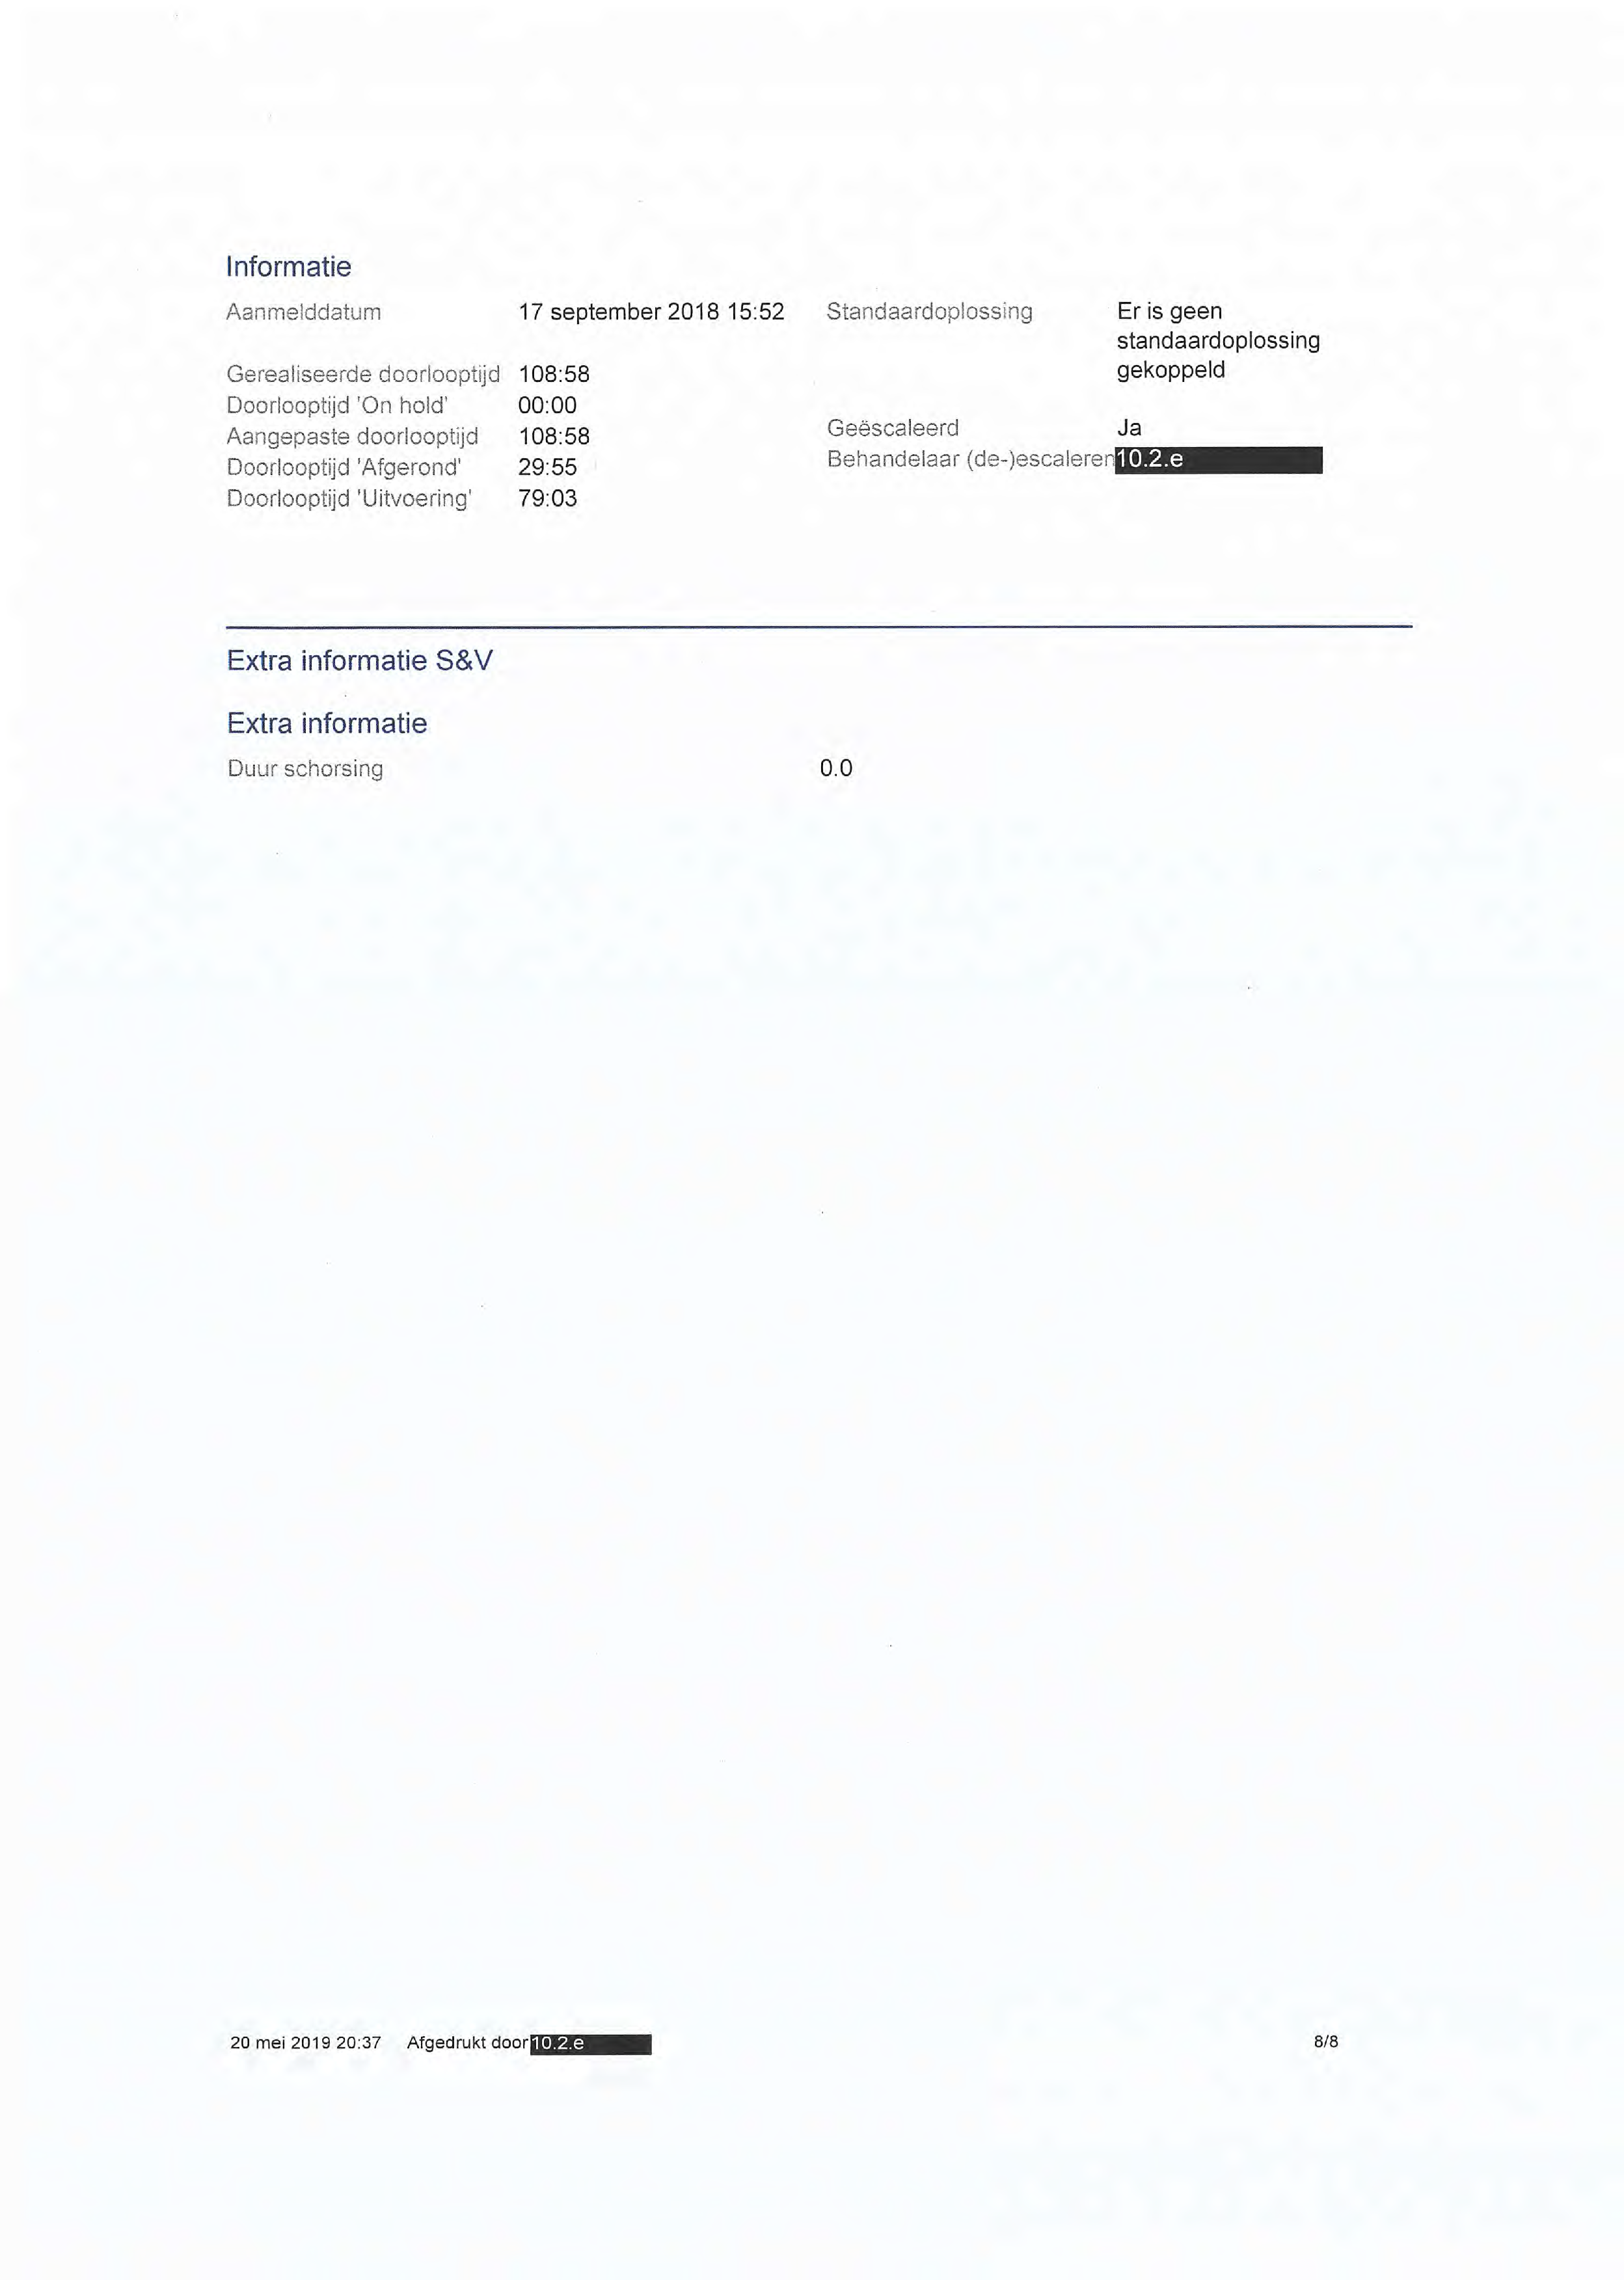 Informatie
Aanmelddatum 17 september 2018 15:52 Standaardoplossing Er is geen
standaardoplossing
gekoppeld
Gerealiseerde doorlooptijd 108:58
Doorlooptijd 'On hold' 00:00
Aangepaste doorlooptijd 108:58 Geëscaleerd Ja
Doorlooptijd 'Afgerond' 29:55 Behandelaar (de-)escaleren 10.2.e
Doorlooptijd 'Uitvoering' 79:03
Extra informatie S&V
Extra informatie
Duur schorsing 0.0
20 mei 2019 20:37 Afgedrukt door 10.2.e 8/8